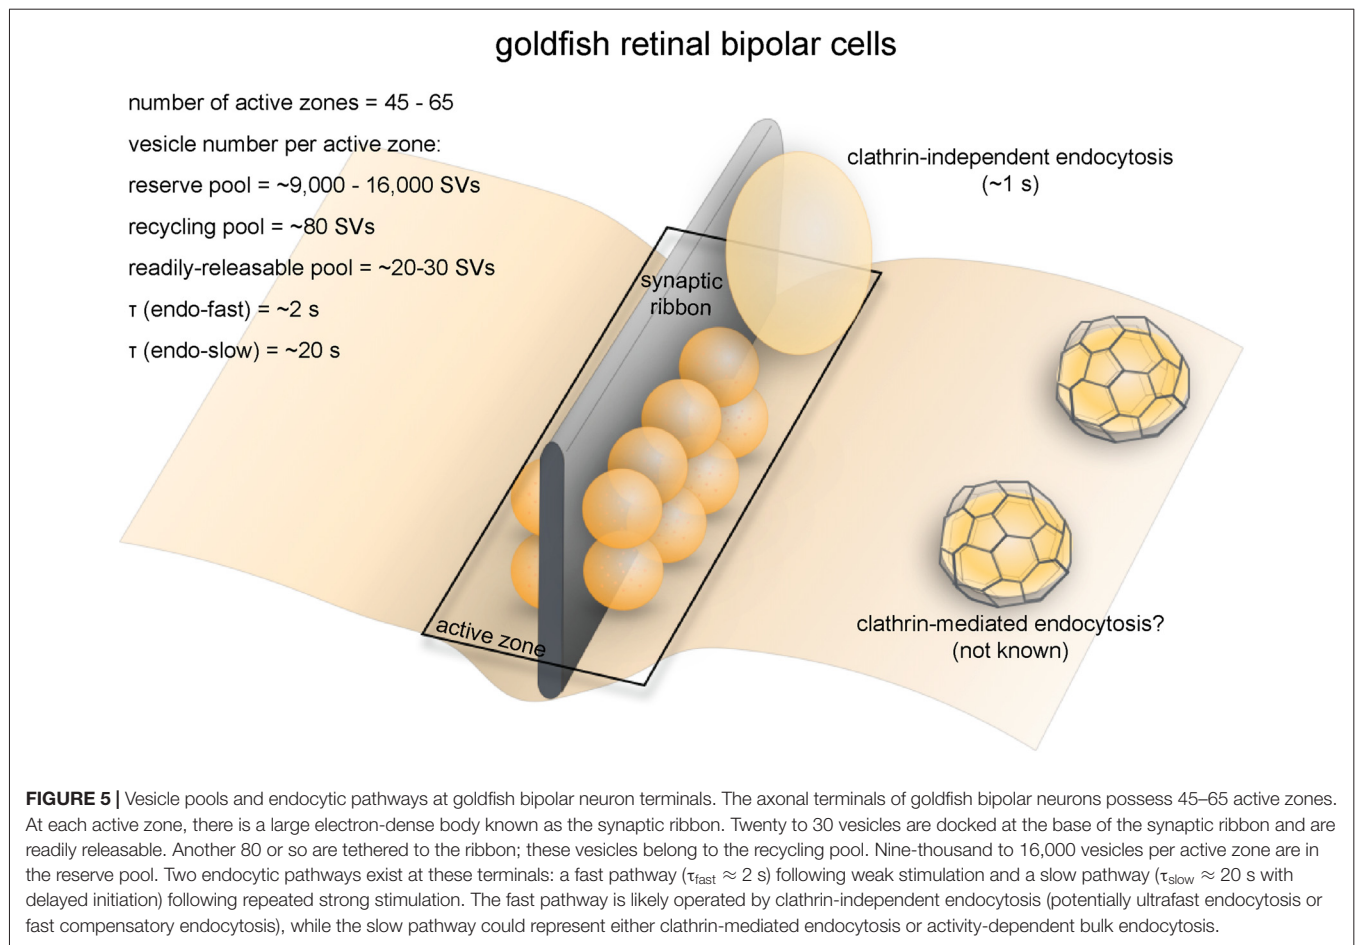 goldfish retinal bipolar cells
number of active zones = 45 - 65
vesicle number per active zone:
reserve pool = ~9,000 - 16,000 SVs
recycling pool = ~80 SVs
readily-releasable pool = ~20-30 SVs
τ (endo-fast) = ~2 s
τ (endo-slow) = ~20 s
clathrin-independent endocytosis
(~1 s)
synaptic
ribbon
active zone
clathrin-mediated endocytosis?
(not known)
FIGURE 5 | Vesicle pools and endocytic pathways at goldfish bipolar neuron terminals. The axonal terminals of goldfish bipolar neurons possess 45–65 active zones.
At each active zone, there is a large electron-dense body known as the synaptic ribbon. Twenty to 30 vesicles are docked at the base of the synaptic ribbon and are
readily releasable. Another 80 or so are tethered to the ribbon; these vesicles belong to the recycling pool. Nine-thousand to 16,000 vesicles per active zone are in
the reserve pool. Two endocytic pathways exist at these terminals: a fast pathway (τfast ≈ 2 s) following weak stimulation and a slow pathway (τslow ≈ 20 s with
delayed initiation) following repeated strong stimulation. The fast pathway is likely operated by clathrin-independent endocytosis (potentially ultrafast endocytosis or
fast compensatory endocytosis), while the slow pathway could represent either clathrin-mediated endocytosis or activity-dependent bulk endocytosis.